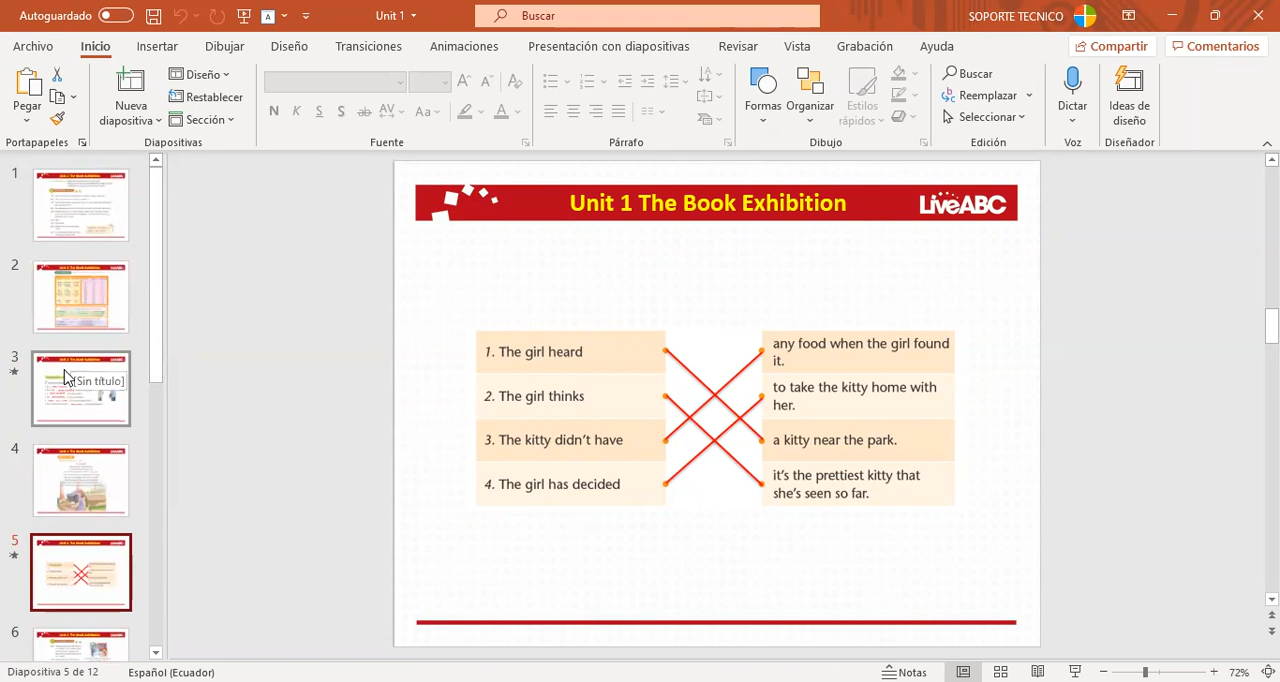 Autoguardado
Unit 1
Buscar
SOPORTE TECNICO
Archivo Inicio Insertar Dibujar Diseño Transiciones Animaciones Presentación con diapositivas Revisar Vista Grabación Ayuda Compartir Comentarios
Pegar
Portapapeles
Nueva
diapositiva
Diseño
Restablecer
Sección
Diapositivas
N K S S ab AV Aa A
Fuente
Párrafo
Formas
Organizar
Estilos
rápidos
Dibujo
Buscar
Reemplazar
Seleccionar
Edición
Dictar
Voz
Ideas de
diseño
Diseñador
1
2
3
[Sin título]
4
5
6
Unit 1 The Book Exhibition
LiveABC
1. The girl heard
2. The girl thinks
3. The kitty didn't have
4. The girl has decided
any food when the girl found
it.
to take the kitty home with
her.
a kitty near the park.
it's the prettiest kitty that
she's seen so far.
Diapositiva 5 de 12
Español (Ecuador)
Notas
72%